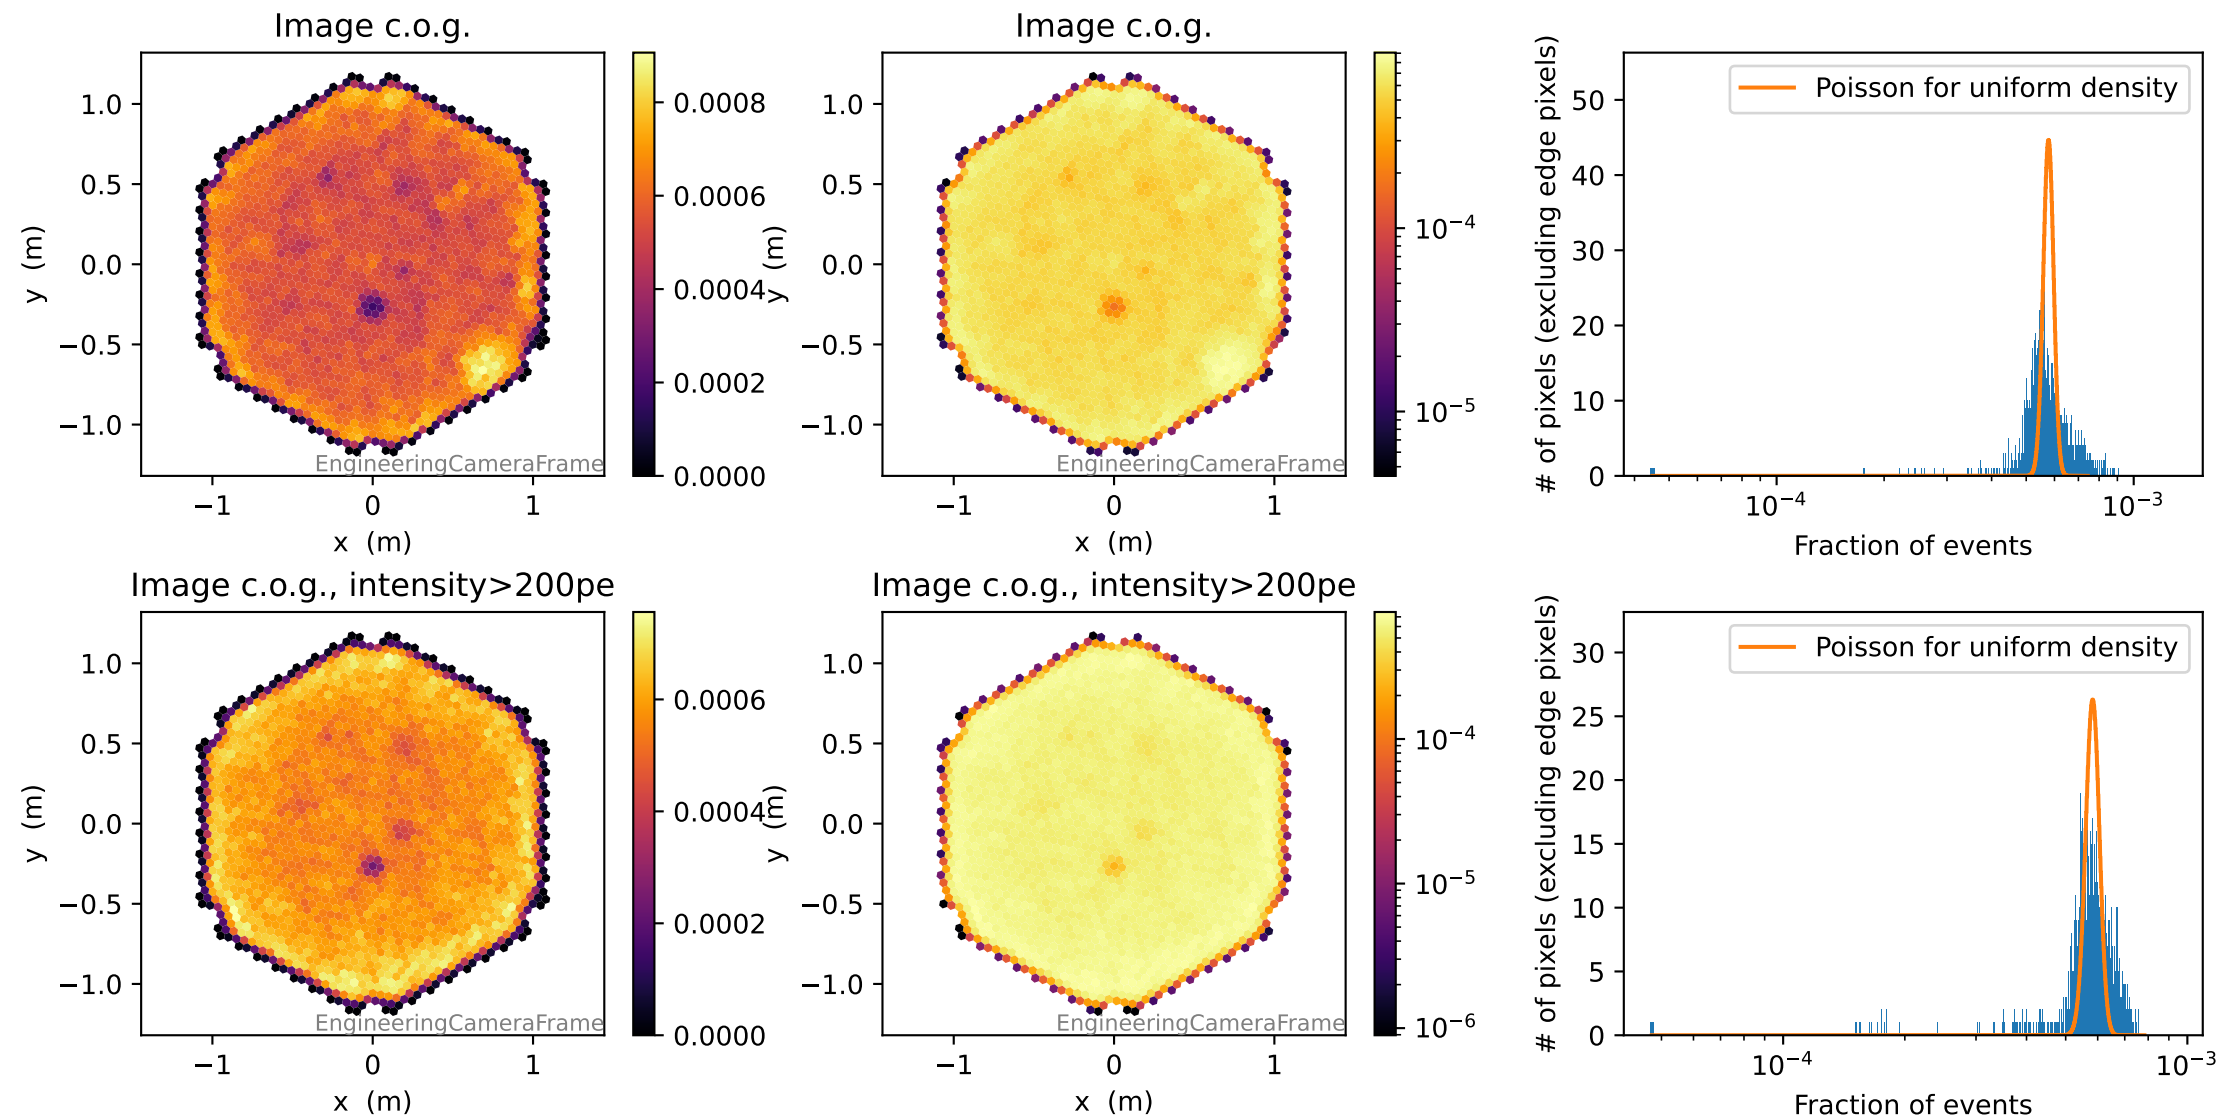 Image c.o.g.
1.0
0.5
0.0
−0.5
−1.0
y (m)
−1
0
1
x (m)
EngineeringCameraFrame
0.0008
0.0006
0.0004
0.0002
0.0000
Image c.o.g.
1.0
0.5
0.0
−0.5
−1.0
y (m)
−1
0
1
x (m)
EngineeringCameraFrame
10⁻⁴
10⁻⁵
Poisson for uniform density
50
40
30
20
10
0
# of pixels (excluding edge pixels)
10⁻⁴
10⁻³
Fraction of events
Image c.o.g., intensity>200pe
1.0
0.5
0.0
−0.5
−1.0
y (m)
−1
0
1
x (m)
EngineeringCameraFrame
0.0006
0.0004
0.0002
0.0000
Image c.o.g., intensity>200pe
1.0
0.5
0.0
−0.5
−1.0
y (m)
−1
0
1
x (m)
EngineeringCameraFrame
10⁻⁴
10⁻⁵
10⁻⁶
Poisson for uniform density
30
25
20
15
10
5
0
# of pixels (excluding edge pixels)
10⁻⁴
10⁻³
Fraction of events